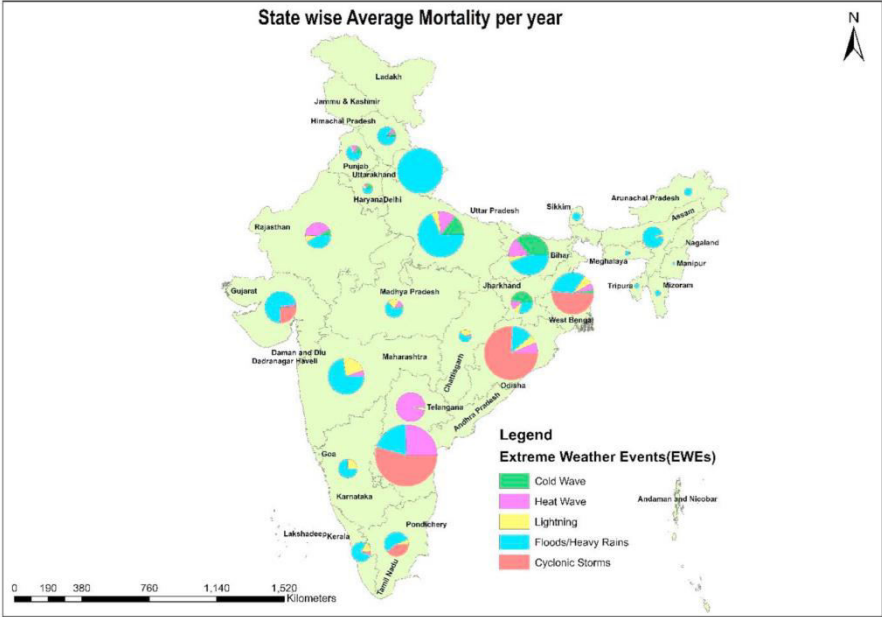 State wise Average Mortality per year
N
Ladakh
Jammu & Kashmir
Himachal Pradesh
Punjab
Uttarakhand
HaryanaDelhi
Uttar Pradesh
Sikkim
Arunachal Pradesh
Assam
Rajasthan
Nagaland
Bihar
Meghalaya
Manipur
Gujarat
Madhya Pradesh
Jharkhand
Tripura
Mizoram
West Bengal
Daman and Diu
Dadranagar Haveli
Maharashtra
Chattisgarh
Odisha
Telangana
Andhra Pradesh
Legend
Extreme Weather Events(EWEs)
Cold Wave
Heat Wave
Lightning
Floods/Heavy Rains
Cyclonic Storms
Goa
Karnataka
Andaman and Nicobar
Pondichery
Lakshadeep
Kerala
Tamil Nadu
0 190 380 760 1,140 1,520
Kilometers